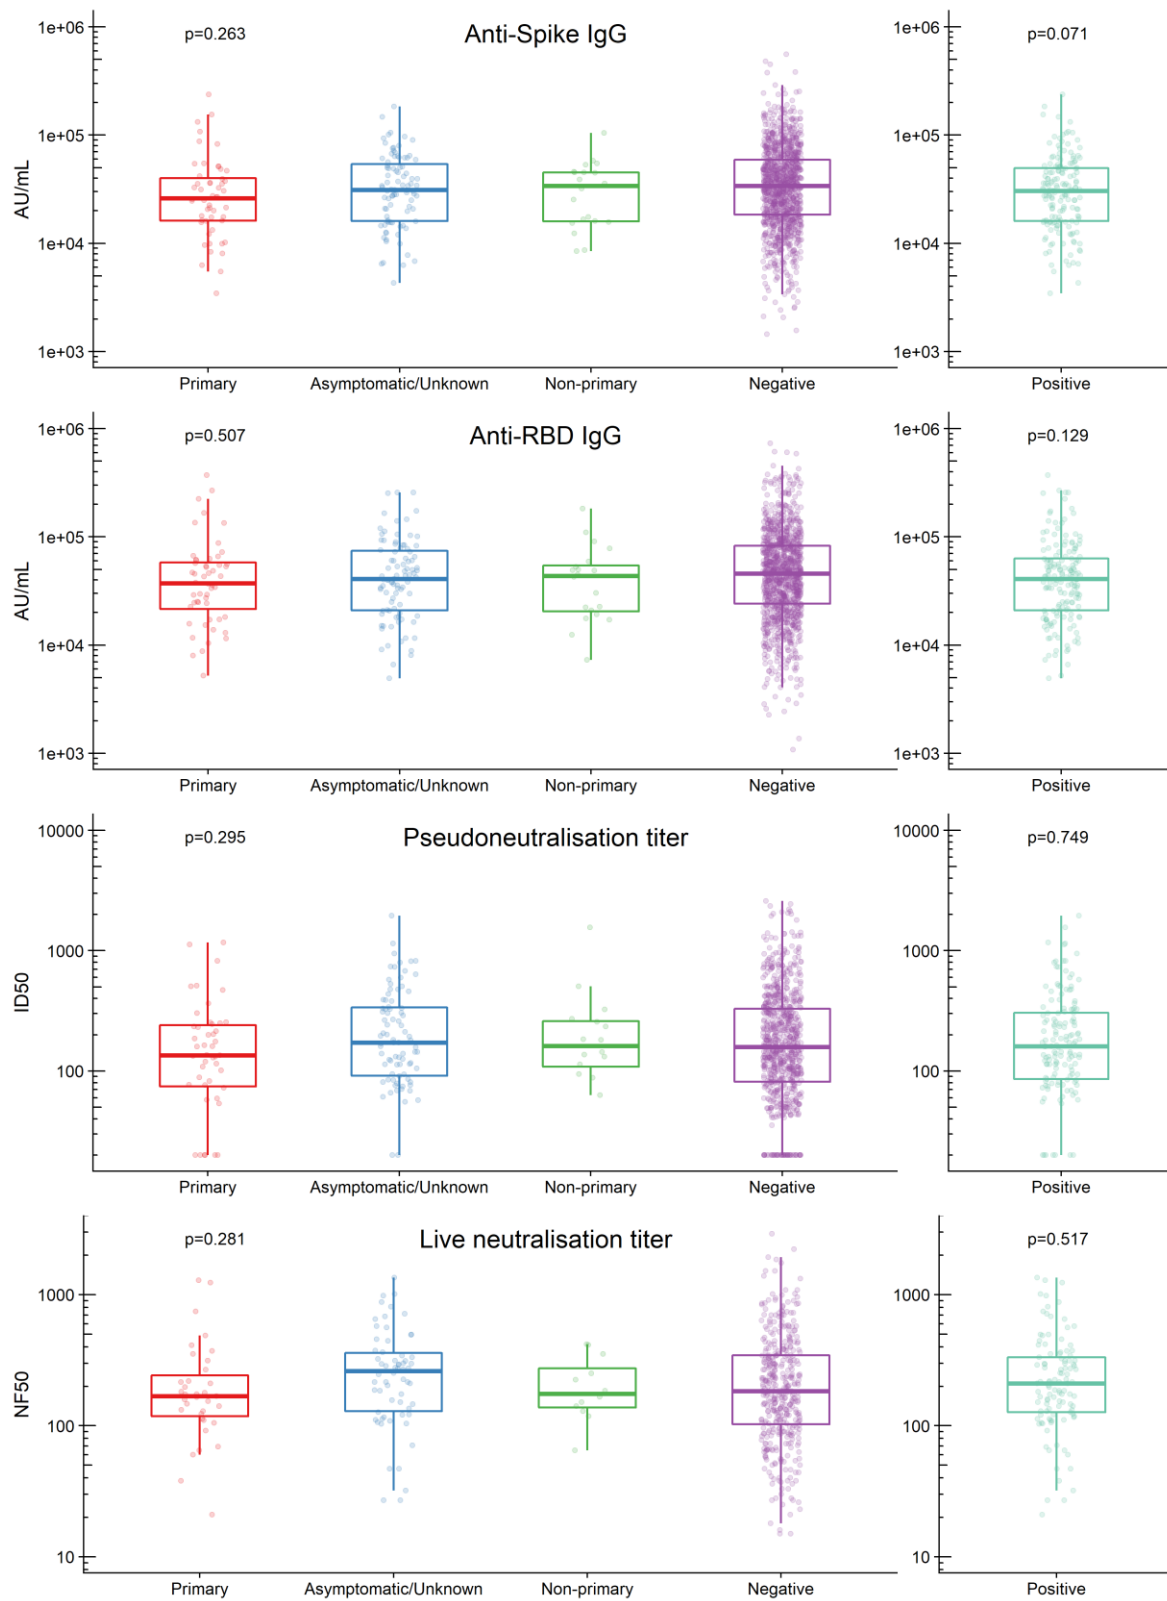 1e+06
p=0.263
Anti-Spike IgG
1e+06
p=0.071
1e+05
1e+05
AU/mL
1e+04
1e+04
1e+03
1e+03
Primary
Asymptomatic/Unknown
Non-primary
Negative
Positive
1e+06
p=0.507
Anti-RBD IgG
1e+06
p=0.129
1e+05
1e+05
AU/mL
1e+04
1e+04
1e+03
1e+03
Primary
Asymptomatic/Unknown
Non-primary
Negative
Positive
10000
p=0.295
Pseudoneutralisation titer
10000
p=0.749
1000
1000
ID50
100
100
Primary
Asymptomatic/Unknown
Non-primary
Negative
Positive
p=0.281
Live neutralisation titer
p=0.517
1000
1000
NF50
100
100
10
10
Primary
Asymptomatic/Unknown
Non-primary
Negative
Positive